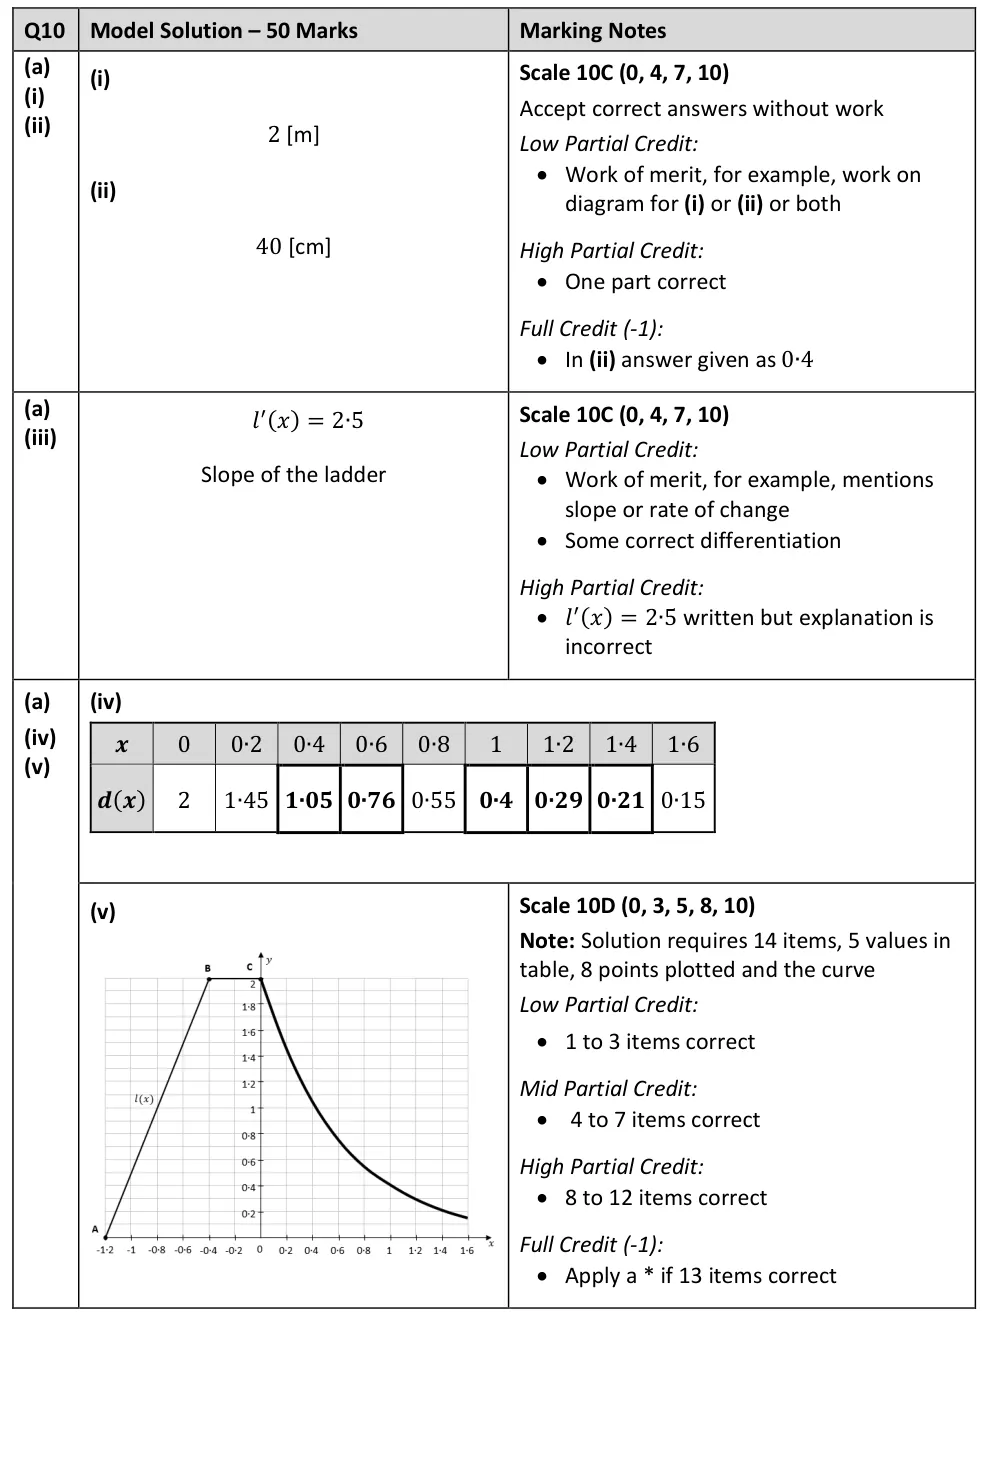 Q10 Model Solution – 50 Marks Marking Notes
(a)
(i)
(ii)
(i)
2 [m]
(ii)
40 [cm]
Scale 10C (0, 4, 7, 10)
Accept correct answers without work
Low Partial Credit:
• Work of merit, for example, work on
diagram for (i) or (ii) or both
High Partial Credit:
• One part correct
Full Credit (-1):
• In (ii) answer given as 0·4
(a)
(iii)
l′(x) = 2·5
Slope of the ladder
Scale 10C (0, 4, 7, 10)
Low Partial Credit:
• Work of merit, for example, mentions
slope or rate of change
• Some correct differentiation
High Partial Credit:
• l′(x) = 2·5 written but explanation is
incorrect
(a)
(iv)
(v)
(iv)
x 0 0·2 0·4 0·6 0·8 1 1·2 1·4 1·6
d(x) 2 1·45 1·05 0·76 0·55 0·4 0·29 0·21 0·15
(v)
B C y
2
1·8
1·6
1·4
1·2
l(x)
1
0·8
0·6
0·4
0·2
A
-1·2 -1 -0·8 -0·6 -0·4 -0·2 0 0·2 0·4 0·6 0·8 1 1·2 1·4 1·6 x
Scale 10D (0, 3, 5, 8, 10)
Note: Solution requires 14 items, 5 values in
table, 8 points plotted and the curve
Low Partial Credit:
• 1 to 3 items correct
Mid Partial Credit:
• 4 to 7 items correct
High Partial Credit:
• 8 to 12 items correct
Full Credit (-1):
• Apply a * if 13 items correct